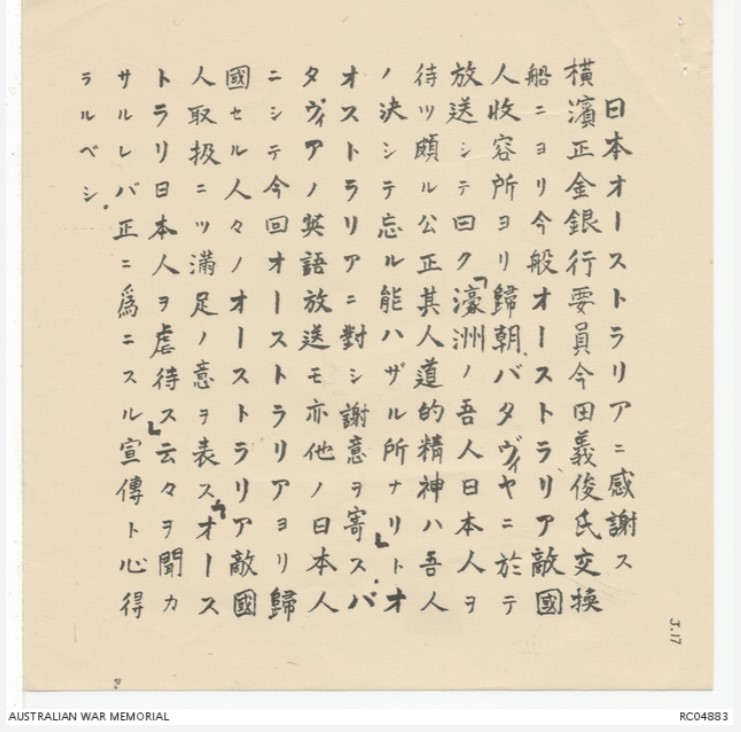 日本オーストラリアニ感謝ス
横濱正金銀行要員今田義俊氏交換
船ニヨリ今般オーストラリア敵國
人收容所ヨリ歸朝、バタヴィヤニ於テ
放送シテ曰ク「濠洲ノ吾人日本人ヲ
待ツ頗ル公正其人道的精神ハ吾人
ノ決シテ忘ル能ハザル所ナリ」トオ
オストラリアニ對シ謝意ヲ寄ス。バ
タヴィアノ英語放送モ亦他ノ日本人
ニシテ今回オーストラリアヨリ歸
國セル人々ノオーストラリア敵國
人取扱ニツ満足ノ意ヲ表ス「オース
トラリ日本人ヲ虐待ス」云々ヲ聞カ
サルレバ正ニ爲ニスル宣傳ト心得
ラルベシ。
J.17
AUSTRALIAN WAR MEMORIAL
RC04883